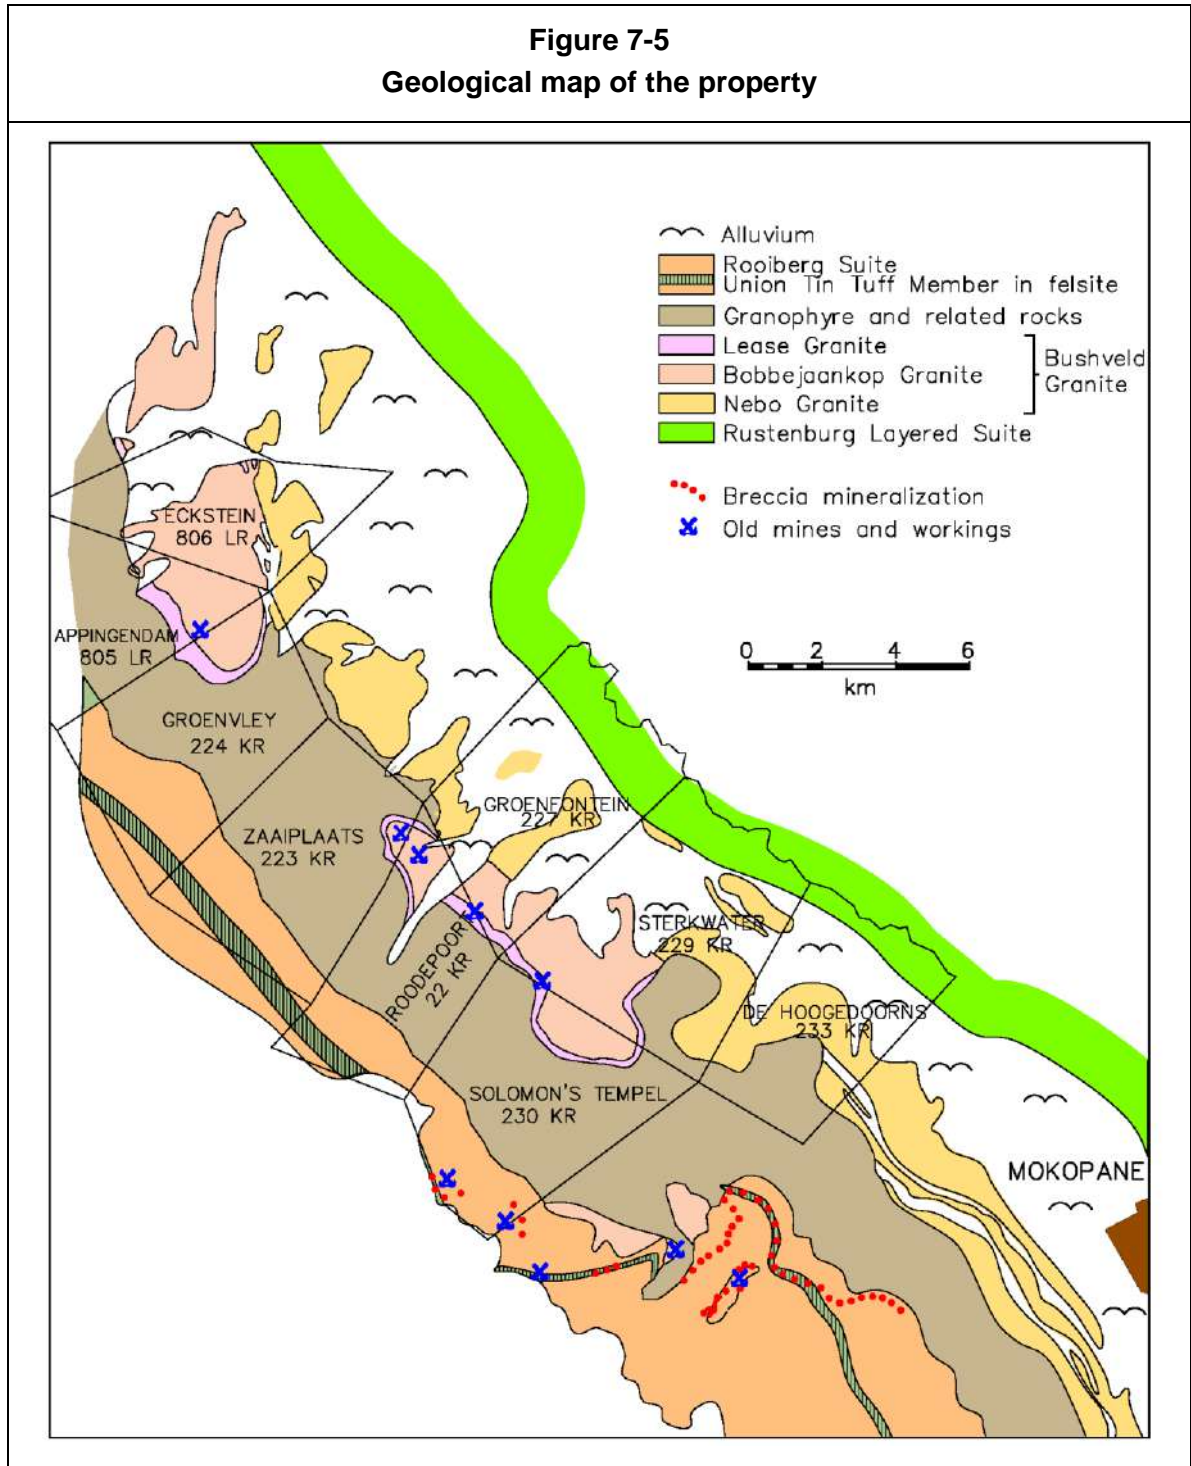 Figure 7-5
Geological map of the property
Alluvium
Rooiberg Suite
Union Tin Tuff Member in felsite
Granophyre and related rocks
Lease Granite
Bobbejaankop Granite
Nebo Granite
Bushveld
Granite
Rustenburg Layered Suite
Breccia mineralization
Old mines and workings
ECKSTEIN
806 LR
APPINGENDAM
805 LR
0 2 4 6
km
GROENVLEY
224 KR
GROENFONTEIN
227 KR
ZAAIPLAATS
223 KR
STERKWATER
229 KR
ROODEPOORT
22 KR
DE HOOGEDOORNS
233 KR
SOLOMON'S TEMPEL
230 KR
MOKOPANE